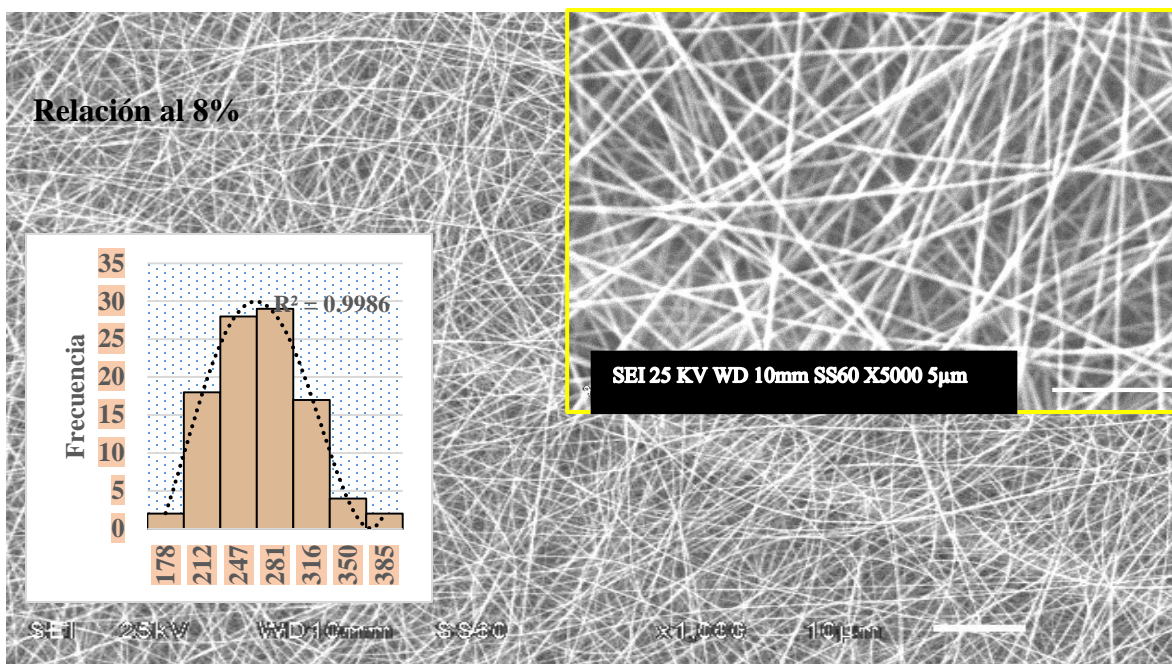 Relación al 8%
SEI 25 KV WD 10mm SS60 X5000 5µm
R² = 0.9986
Frecuencia
35
30
25
20
15
10
5
0
178 212 247 281 316 350 385
SEI 25KV WD10mm SS60 x1,000 10µm